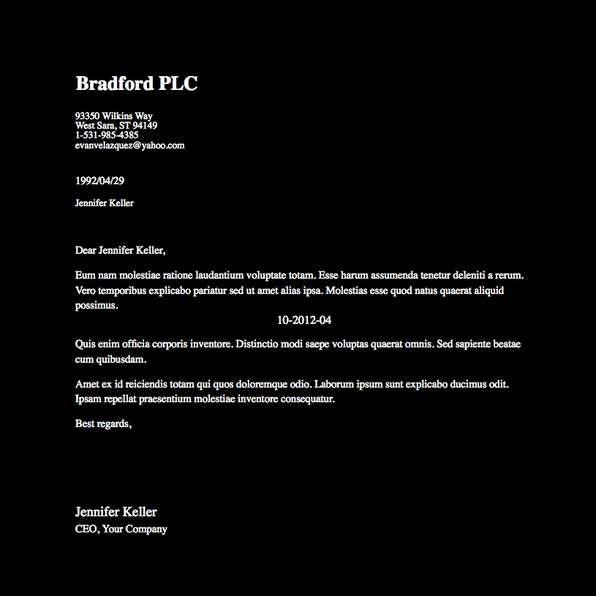 Bradford PLC
93350 Wilkins Way
West Sara, ST 94149
1-531-985-4385
evanvelazquez@yahoo.com
1992/04/29
Jennifer Keller
Dear Jennifer Keller,
Eum nam molestiae ratione laudantium voluptate totam. Esse harum assumenda tenetur deleniti a rerum.
Vero temporibus explicabo pariatur sed ut amet alias ipsa. Molestias esse quod natus quaerat aliquid
possimus.
10-2012-04
Quis enim officia corporis inventore. Distinctio modi saepe voluptas quaerat omnis. Sed sapiente beatae
cum quibusdam.
Amet ex id reiciendis totam qui quos doloremque odio. Laborum ipsum sunt explicabo ducimus odit.
Ipsam repellat praesentium molestiae inventore consequatur.
Best regards,
Jennifer Keller
CEO, Your Company